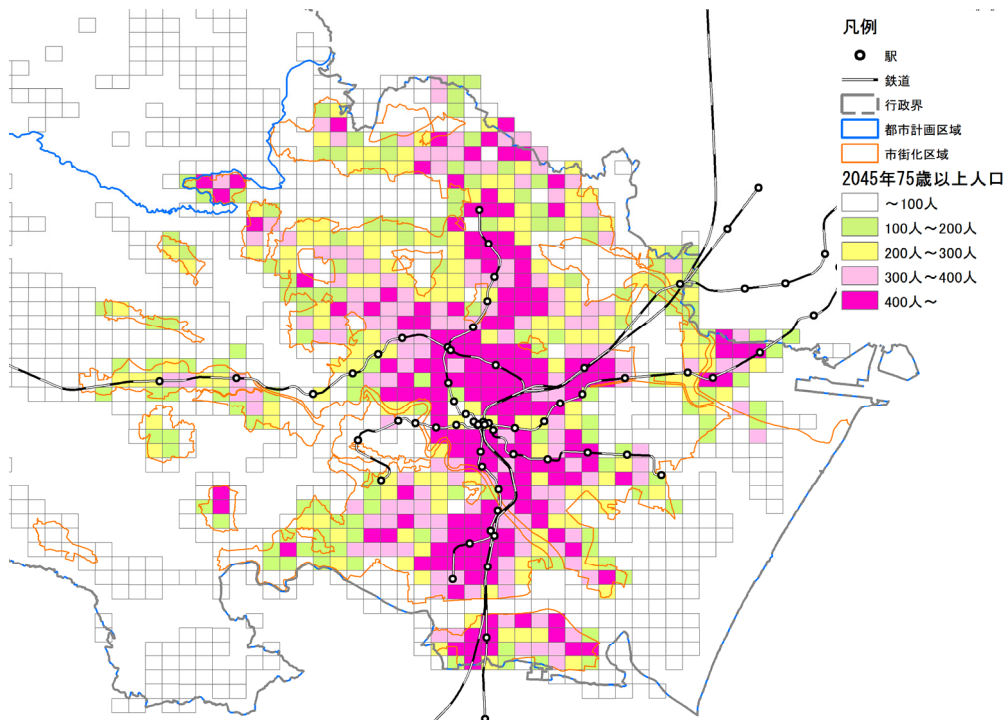 凡例
駅
鉄道
行政界
都市計画区域
市街化区域
2045年75歳以上人口
～100人
100人～200人
200人～300人
300人～400人
400人～